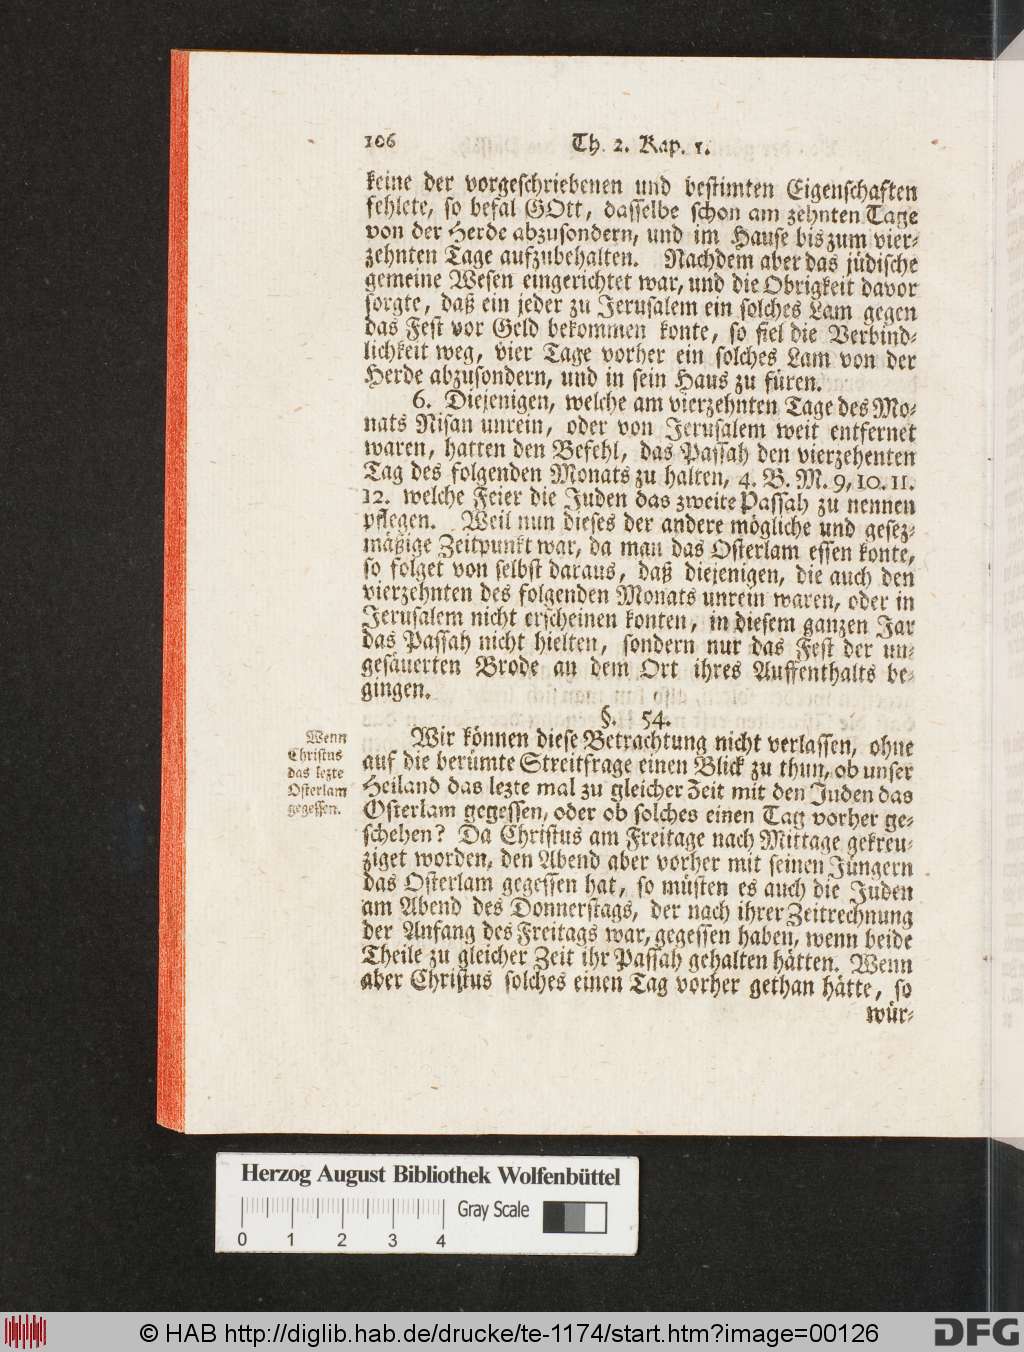 106 Th. 2. Kap. 1.
keine der vorgeschriebenen und bestimten Eigenschaften
fehlete, so befal GOtt, dasselbe schon am zehnten Tage
von der Herde abzusondern, und im Hause bis zum vier-
zehnten Tage aufzubehalten. Nachdem aber das jüdische
gemeine Wesen eingerichtet war, und die Obrigkeit davor
sorgte, daß ein jeder zu Jerusalem ein solches Lam gegen
das Fest vor Geld bekommen konte, so fiel die Verbind-
lichkeit weg, vier Tage vorher ein solches Lam von der
Herde abzusondern, und in sein Haus zu füren.
6. Diejenigen, welche am vierzehnten Tage des Mo-
nats Nisan unrein, oder von Jerusalem weit entfernet
waren, hatten den Befehl, das Passah den vierzehenten
Tag des folgenden Monats zu halten, 4. B. M. 9, 10. 11.
12. welche Feier die Juden das zweite Passah zu nennen
pflegen. Weil nun dieses der andere mögliche und gesez-
mäßige Zeitpunkt war, da man das Osterlam essen konte,
so folget von selbst daraus, daß diejenigen, die auch den
vierzehnten des folgenden Monats unrein waren, oder in
Jerusalem nicht erscheinen konten, in diesem ganzen Jar
das Passah nicht hielten, sondern nur das Fest der un-
gesäuerten Brode an dem Ort ihres Auffenthalts be-
gingen.
§. 54.
Wenn
Christus
das lezte
Osterlam
gegessen.
Wir können diese Betrachtung nicht verlassen, ohne
auf die berümte Streitfrage einen Blick zu thun, ob unser
Heiland das lezte mal zu gleicher Zeit mit den Juden das
Osterlam gegessen, oder ob solches einen Tag vorher ge-
schehen? Da Christus am Freitage nach Mittage gekreu-
ziget worden, den Abend aber vorher mit seinen Jüngern
das Osterlam gegessen hat, so müsten es auch die Juden
am Abend des Donnerstags, der nach ihrer Zeitrechnung
der Anfang des Freitags war, gegessen haben, wenn beide
Theile zu gleicher Zeit ihr Passah gehalten hätten. Wenn
aber Christus solches einen Tag vorher gethan hätte, so
wür-
Herzog August Bibliothek Wolfenbüttel
Gray Scale
0 1 2 3 4
© HAB http://diglib.hab.de/drucke/te-1174/start.htm?image=00126
DFG